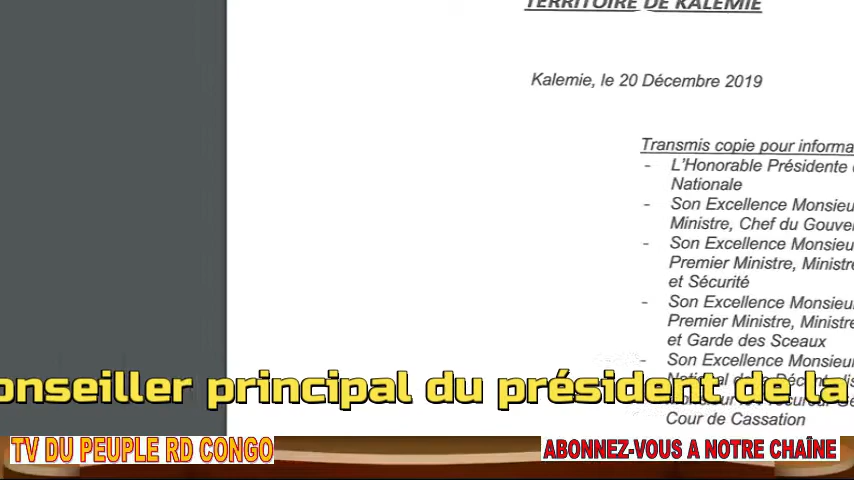 TERRITOIRE DE KALEMIE
Kalemie, le 20 Décembre 2019
Transmis copie pour informa
- L'Honorable Présidente
Nationale
- Son Excellence Monsieur
Ministre, Chef du Gouver
- Son Excellence Monsieu
Premier Ministre, Ministre
et Sécurité
- Son Excellence Monsieur
Premier Ministre, Ministre
et Garde des Sceaux
- Son Excellence Monsieur
Cour de Cassation
onseiller principal du président de la
TV DU PEUPLE RD CONGO
ABONNEZ-VOUS A NOTRE CHAÎNE